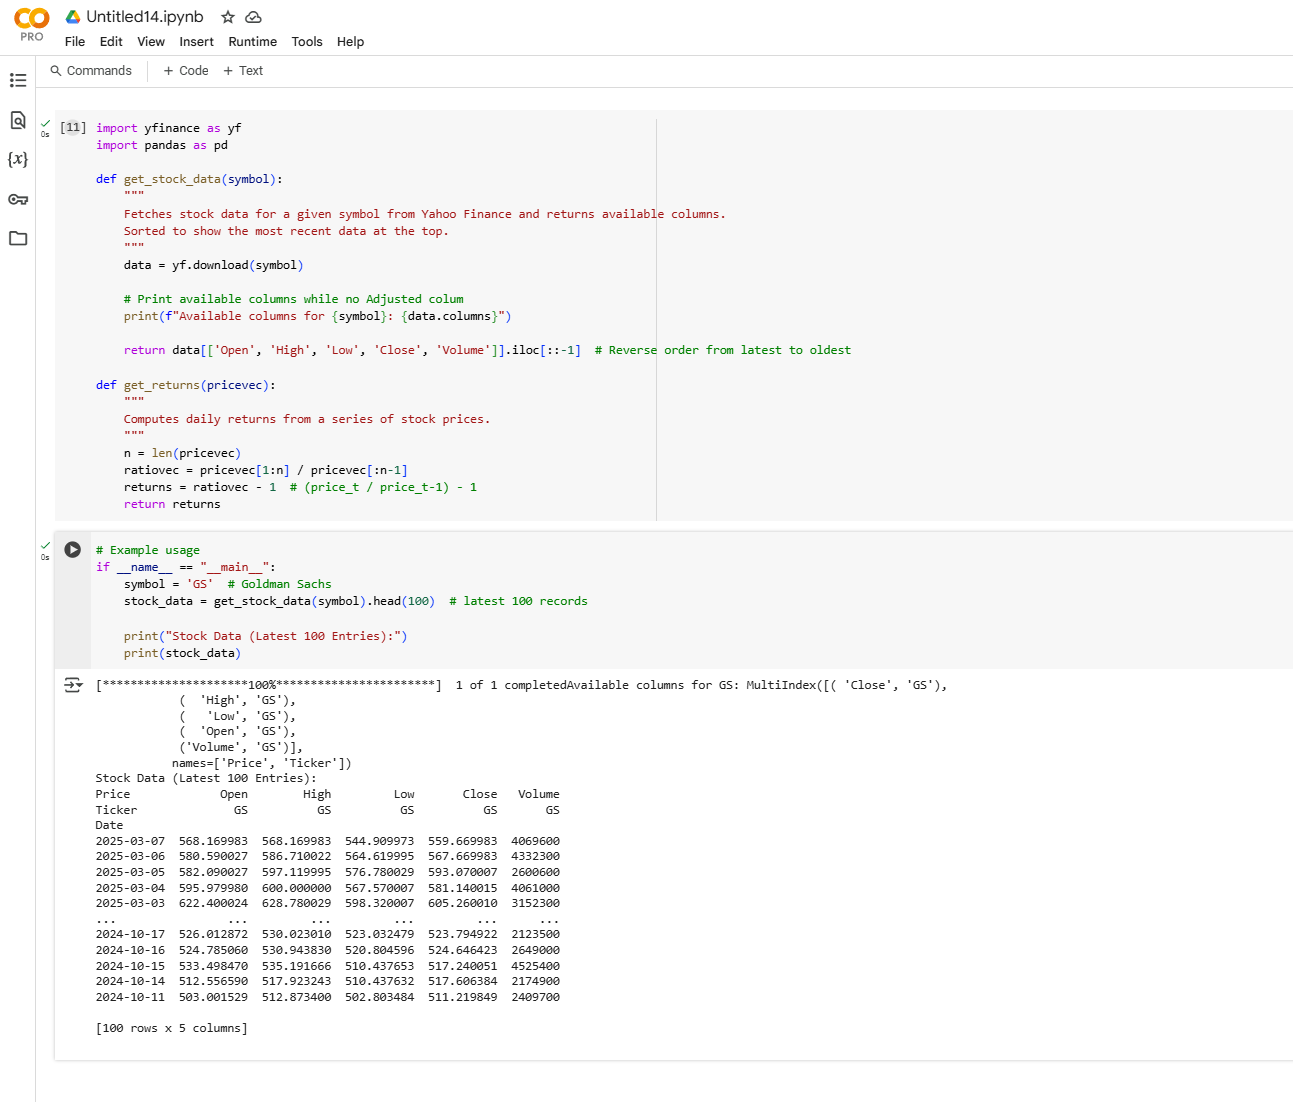 CO
PRO
Untitled14.ipynb
File Edit View Insert Runtime Tools Help
Commands + Code + Text
{x}
0s
[11] import yfinance as yf
import pandas as pd
def get_stock_data(symbol):
"""
Fetches stock data for a given symbol from Yahoo Finance and returns available columns.
Sorted to show the most recent data at the top.
"""
data = yf.download(symbol)
# Print available columns while no Adjusted colum
print(f"Available columns for {symbol}: {data.columns}")
return data[['Open', 'High', 'Low', 'Close', 'Volume']].iloc[::-1]  # Reverse order from latest to oldest
def get_returns(pricevec):
"""
Computes daily returns from a series of stock prices.
"""
n = len(pricevec)
ratiovec = pricevec[1:n] / pricevec[:n-1]
returns = ratiovec - 1  # (price_t / price_t-1) - 1
return returns
0s
# Example usage
if __name__ == "__main__":
symbol = 'GS'  # Goldman Sachs
stock_data = get_stock_data(symbol).head(100)  # latest 100 records
print("Stock Data (Latest 100 Entries):")
print(stock_data)
[*********************100%***********************]  1 of 1 completedAvailable columns for GS: MultiIndex([( 'Close', 'GS'),
(  'High', 'GS'),
(   'Low', 'GS'),
(  'Open', 'GS'),
('Volume', 'GS')],
names=['Price', 'Ticker'])
Stock Data (Latest 100 Entries):
Price Open High Low Close Volume
Ticker GS GS GS GS GS
Date
2025-03-07 568.169983 568.169983 544.909973 559.669983 4069600
2025-03-06 580.590027 586.710022 564.619995 567.669983 4332300
2025-03-05 582.090027 597.119995 576.780029 593.070007 2600600
2025-03-04 595.979980 600.000000 567.570007 581.140015 4061000
2025-03-03 622.400024 628.780029 598.320007 605.260010 3152300
... ... ... ... ... ...
2024-10-17 526.012872 530.023010 523.032479 523.794922 2123500
2024-10-16 524.785060 530.943830 520.804596 524.646423 2649000
2024-10-15 533.498470 535.191666 510.437653 517.240051 4525400
2024-10-14 512.556590 517.923243 510.437632 517.606384 2174900
2024-10-11 503.001529 512.873400 502.803484 511.219849 2409700
[100 rows x 5 columns]